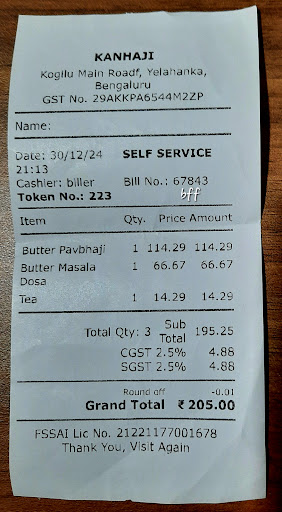 KANHAJI
Kogilu Main Roadf, Yelahanka,
Bengaluru
GST No. 29AKKPA6544M2ZP
Name:
Date: 30/12/24 SELF SERVICE
21:13
Cashier: biller Bill No.: 67843
Token No.: 223 bff
Item Qty. Price Amount
Butter Pavbhaji 1 114.29 114.29
Butter Masala 1 66.67 66.67
Dosa
Tea 1 14.29 14.29
Total Qty: 3 Sub Total 195.25
CGST 2.5% 4.88
SGST 2.5% 4.88
Round off -0.01
Grand Total ₹ 205.00
FSSAI Lic No. 21221177001678
Thank You, Visit Again